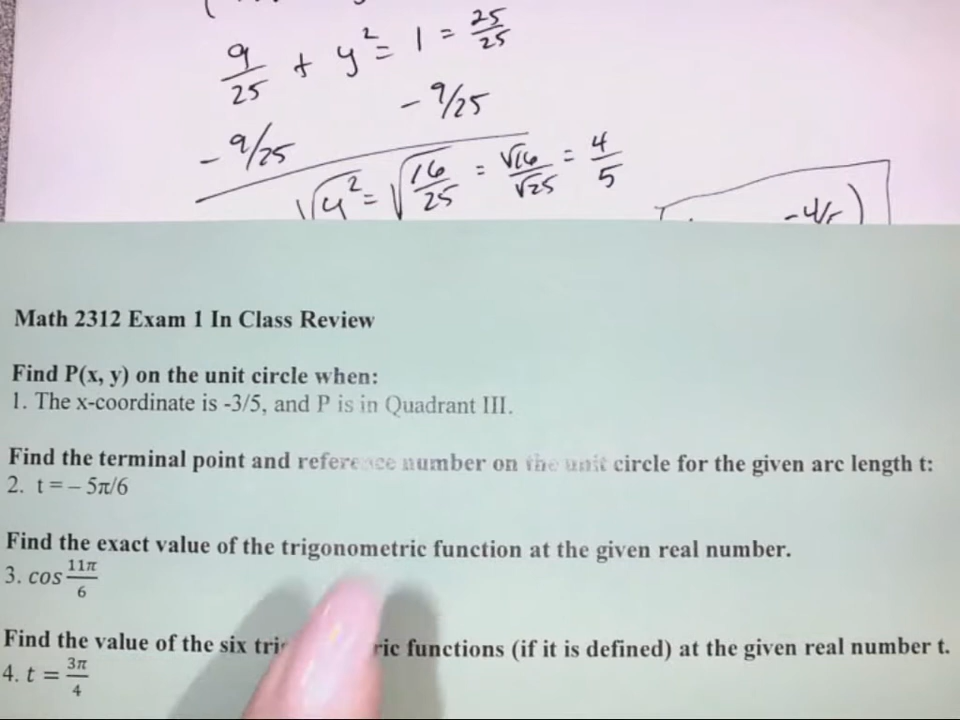 9/25 + y² = 1 = 25/25
- 9/25 - 9/25
√y² = √16/25 = √16/√25 = 4/5
-4/5)
Math 2312 Exam 1 In Class Review
Find P(x, y) on the unit circle when:
1. The x-coordinate is -3/5, and P is in Quadrant III.
Find the terminal point and reference number on the unit circle for the given arc length t:
2. t = – 5π/6
Find the exact value of the trigonometric function at the given real number.
3. cos 11π/6
Find the value of the six functions (if it is defined) at the given real number t.
4. t = 3π/4